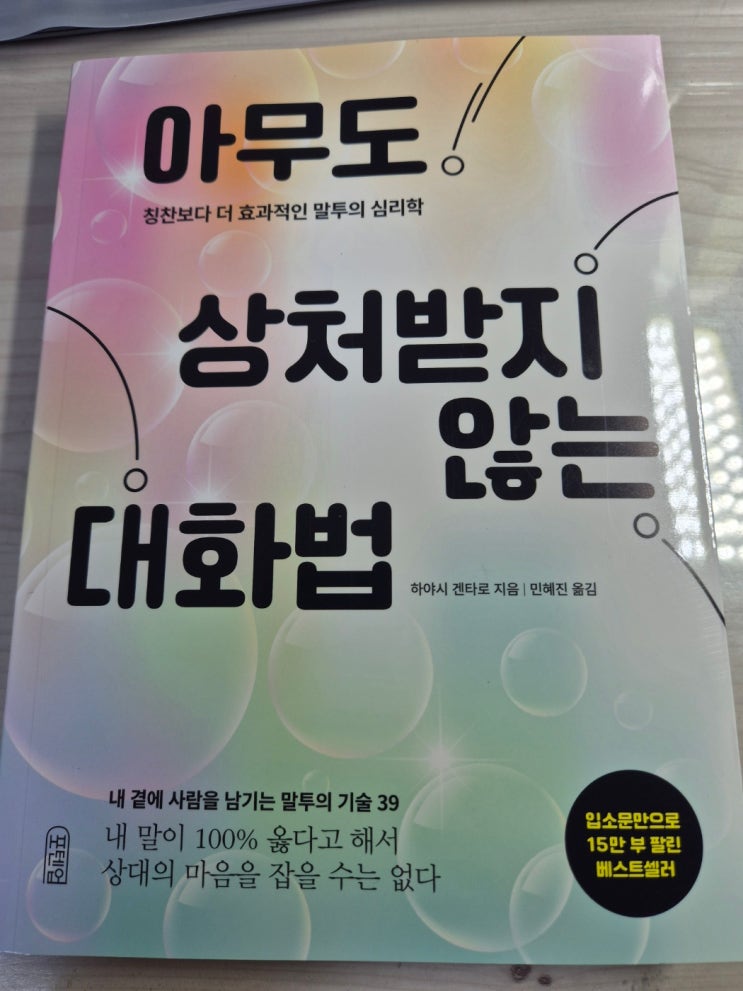 아무도
칭찬보다 더 효과적인 말투의 심리학
상처받지
않는
대화법
하야시 겐타로 지음 | 민혜진 옮김
내 곁에 사람을 남기는 말투의 기술 39
내 말이 100% 옳다고 해서
상대의 마음을 잡을 수는 없다
포텐업
입소문만으로
15만 부 팔린
베스트셀러